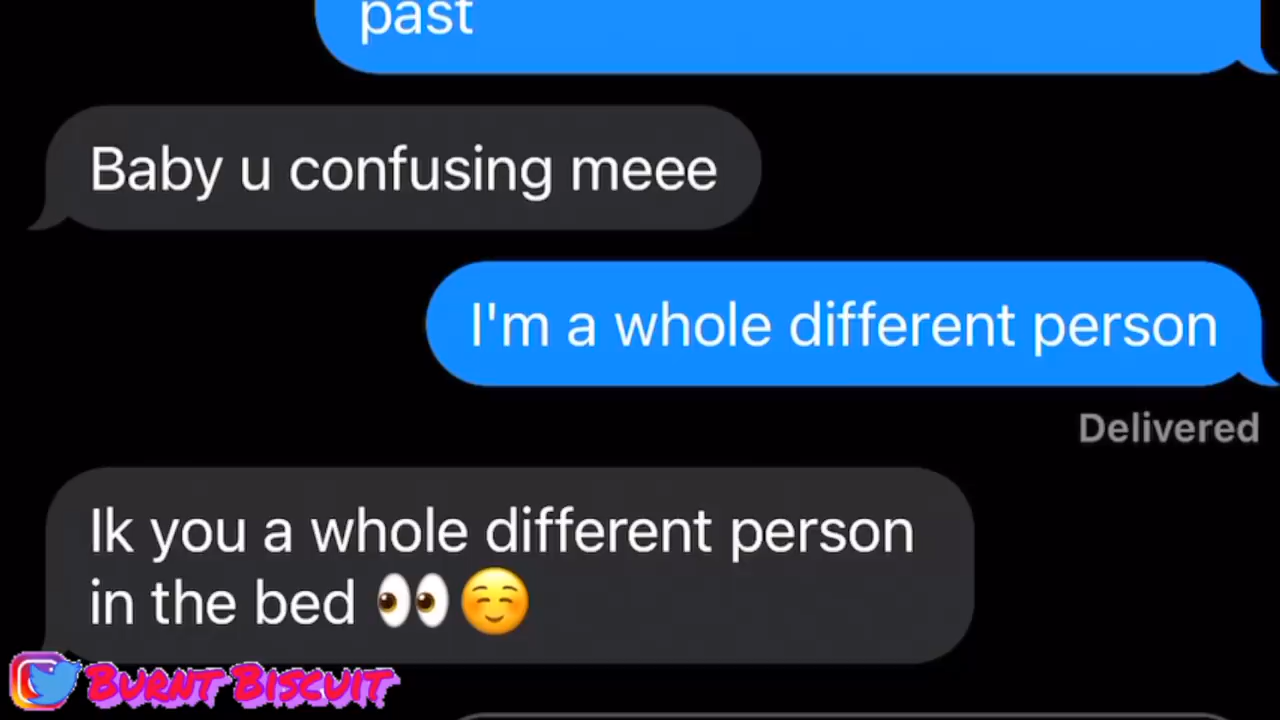 past
Baby u confusing meee
I'm a whole different person
Delivered
Ik you a whole different person
in the bed 👀☺️
Burnt Biscuit